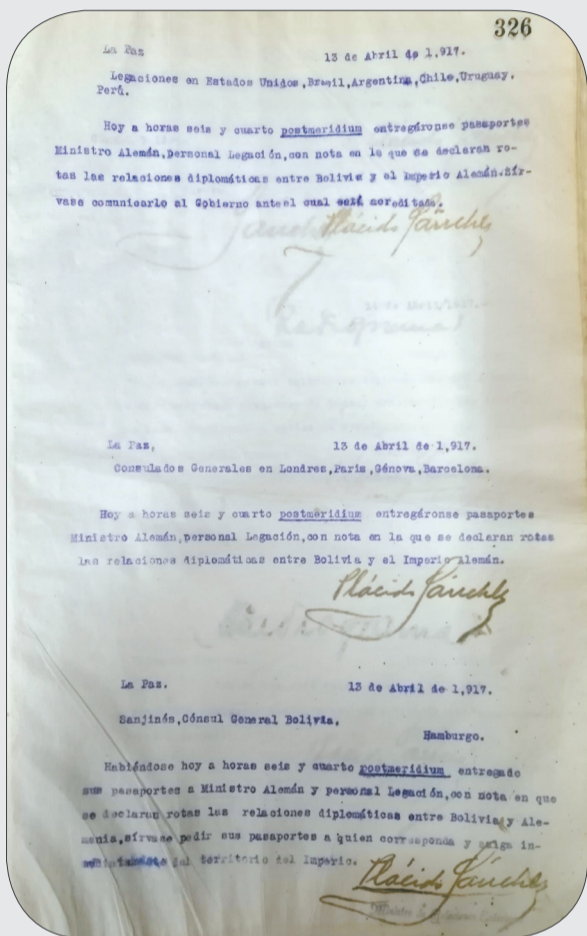 326
La Paz 13 de Abril de 1,917.
Legaciones en Estados Unidos,Brasil,Argentina,Chile,Uruguay.
Perú.
Hoy a horas seis y cuarto postmeridium entregáronse pasaportes
Ministro Alemán,personal Legación,con nota en la que se declaran ro-
tas las relaciones diplomáticas entre Bolivia y el Imperio Alemán.Sír-
vase comunicarlo al Gobierno anteel cual está acreditado.
Plácido Sánchez
La Paz, 13 de Abril de 1,917.
Consulados Generales en Londres,Paris,Génova,Barcelona.
Hoy a horas seis y cuarto postmeridium entregáronse pasaportes
Ministro Alemán,personal Legación,con nota en la que se declaran rotas
las relaciones diplomáticas entre Bolivia y el Imperio Alemán.
Plácido Sánchez
La Paz. 13 de Abril de 1,917.
Sanjinés,Cónsul General Bolivia.
Hamburgo.
Habiéndose hoy a horas seis y cuarto postmeridium entregado
sus pasaportes a Ministro Alemán y personal Legación,con nota en que
se declaran rotas las relaciones diplomáticas entre Bolivia y Ale-
mania,sírvase pedir sus pasaportes a quien corresponda y salga in-
del territorio del Imperio.
Plácido Sánchez